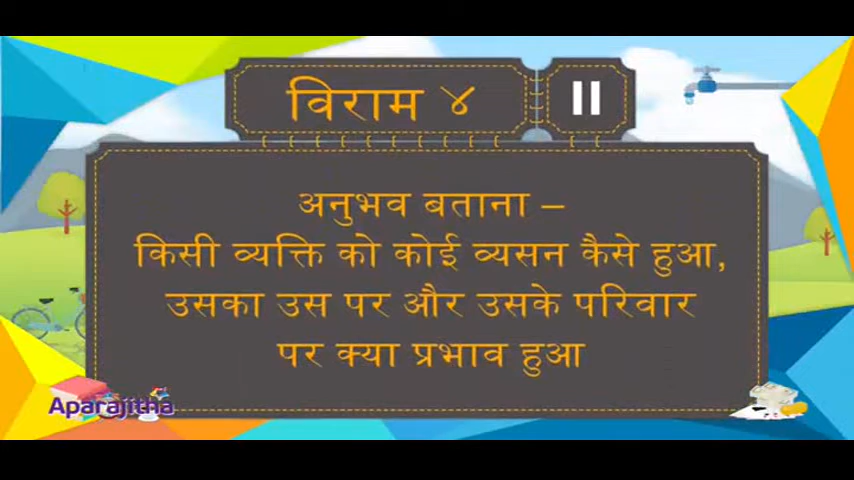 विराम ४
अनुभव बताना –
किसी व्यक्ति को कोई व्यसन कैसे हुआ,
उसका उस पर और उसके परिवार
पर क्या प्रभाव हुआ
Aparajitha